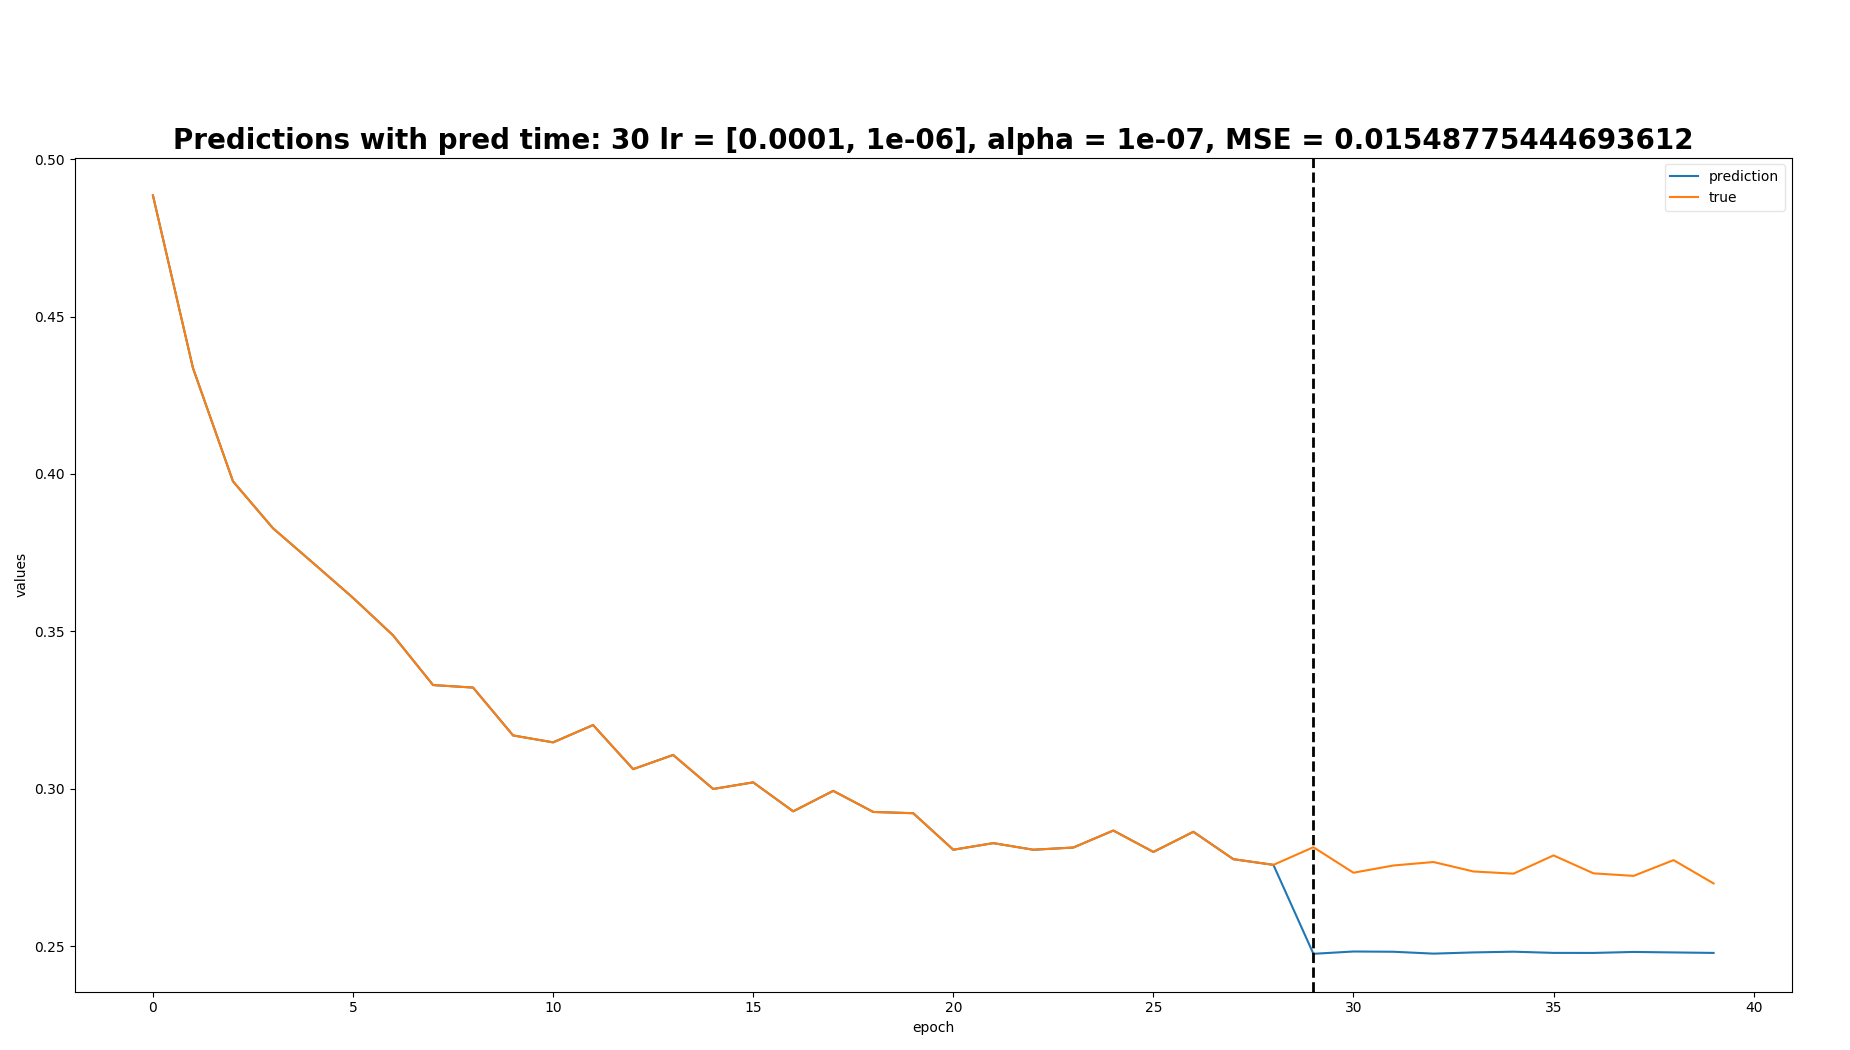 Predictions with pred time: 30 lr = [0.0001, 1e-06], alpha = 1e-07, MSE = 0.01548775444693612
prediction
true
values
0.50
0.45
0.40
0.35
0.30
0.25
0 5 10 15 20 25 30 35 40
epoch